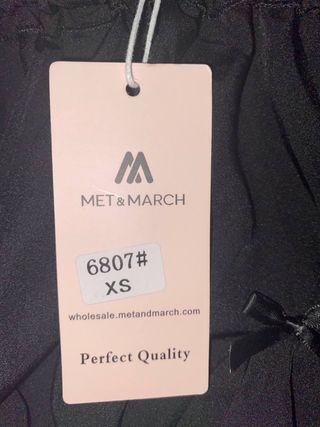 MET & MARCH
6807#
XS
wholesale.metandmarch.com
Perfect Quality